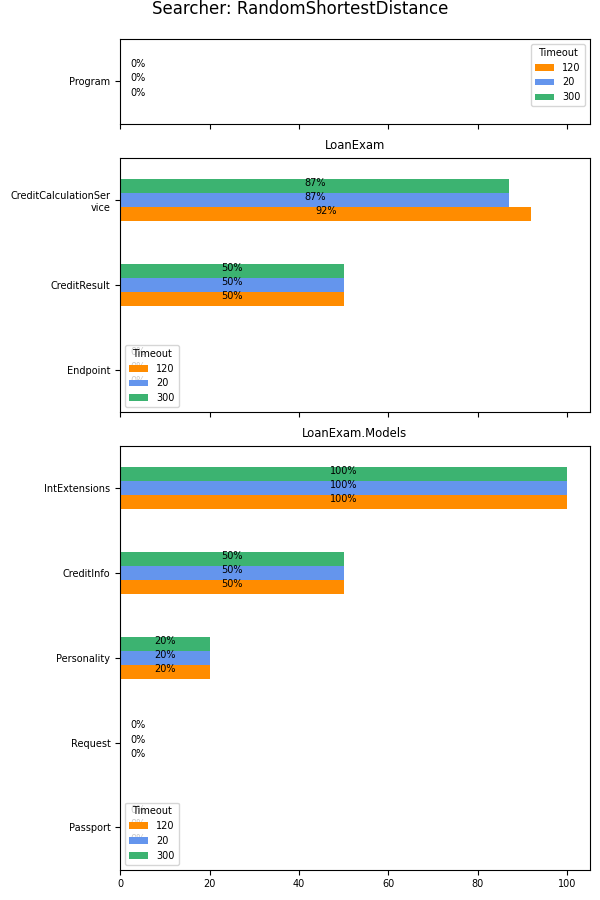 Searcher: RandomShortestDistance
Program
0%
0%
0%
Timeout
120
20
300
LoanExam
CreditCalculationSer
vice
87%
87%
92%
CreditResult
50%
50%
50%
Endpoint
Timeout
120
20
300
LoanExam.Models
IntExtensions
100%
100%
100%
CreditInfo
50%
50%
50%
Personality
20%
20%
20%
Request
0%
0%
0%
Passport
Timeout
120
20
300
0
20
40
60
80
100